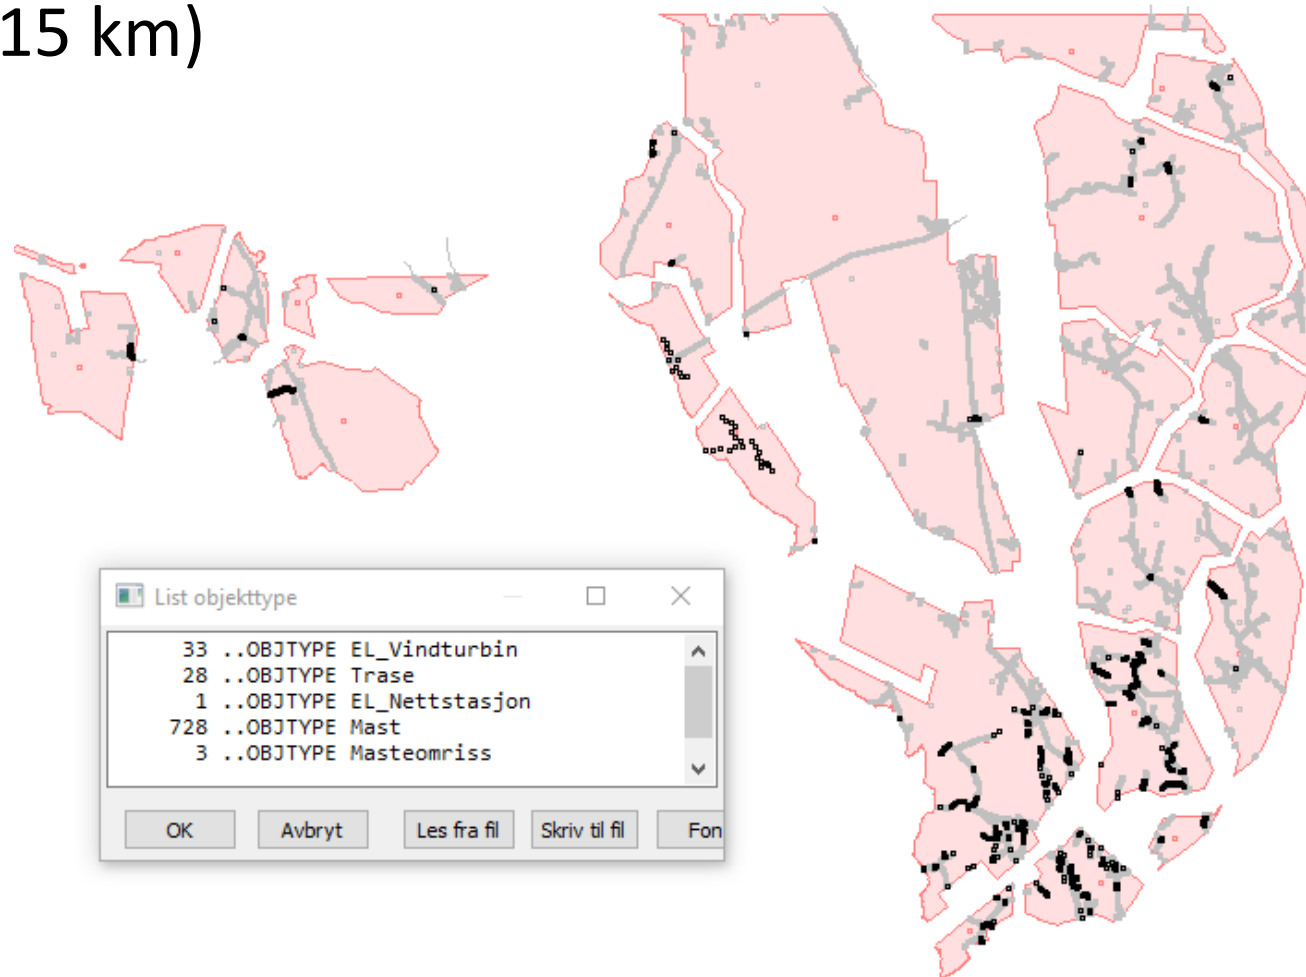 15 km)
List objekttype
33 ..OBJTYPE EL_Vindturbin
28 ..OBJTYPE Trase
1 ..OBJTYPE EL_Nettstasjon
728 ..OBJTYPE Mast
3 ..OBJTYPE Masteomriss
OK Avbryt Les fra fil Skriv til fil Fon